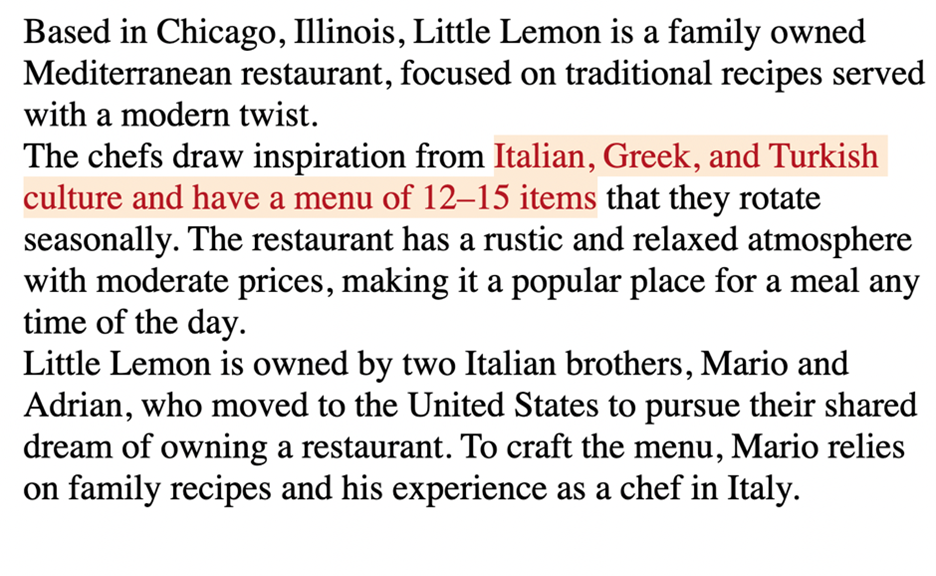 Based in Chicago, Illinois, Little Lemon is a family owned
Mediterranean restaurant, focused on traditional recipes served
with a modern twist.
The chefs draw inspiration from Italian, Greek, and Turkish
culture and have a menu of 12–15 items that they rotate
seasonally. The restaurant has a rustic and relaxed atmosphere
with moderate prices, making it a popular place for a meal any
time of the day.
Little Lemon is owned by two Italian brothers, Mario and
Adrian, who moved to the United States to pursue their shared
dream of owning a restaurant. To craft the menu, Mario relies
on family recipes and his experience as a chef in Italy.